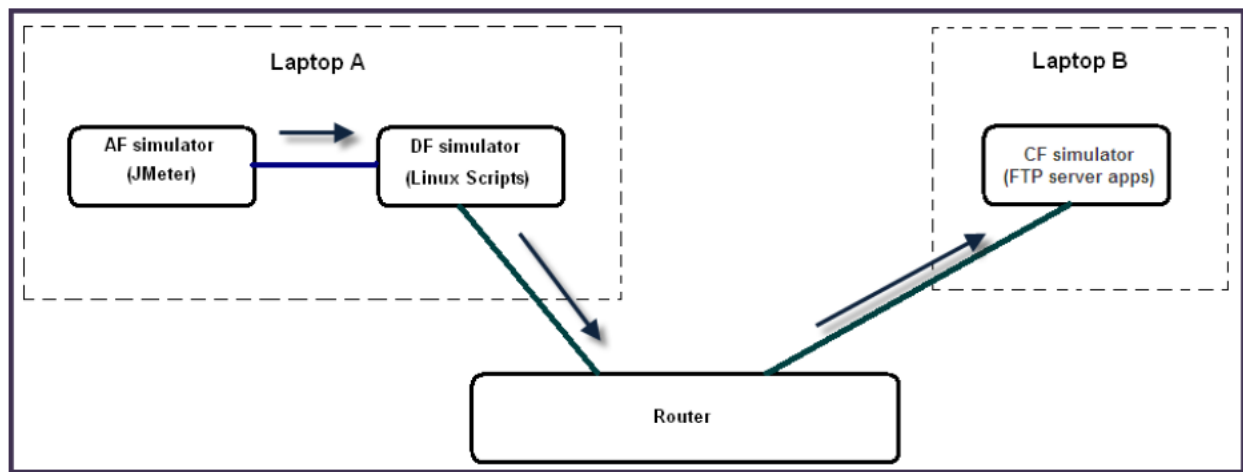 Laptop A
Laptop B
AF simulator
(JMeter)
DF simulator
(Linux Scripts)
CF simulator
(FTP server apps)
Router